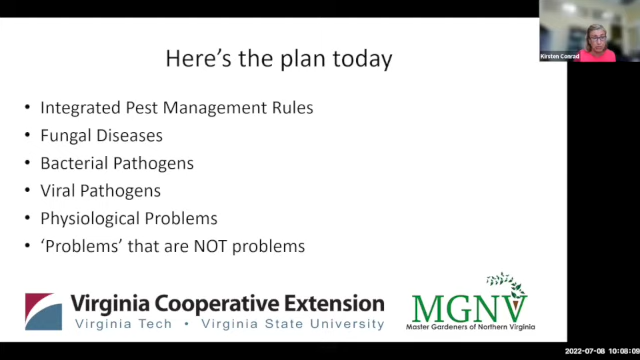 Here's the plan today
• Integrated Pest Management Rules
• Fungal Diseases
• Bacterial Pathogens
• Viral Pathogens
• Physiological Problems
• 'Problems' that are NOT problems
Virginia Cooperative Extension
Virginia Tech • Virginia State University
MGNV
Master Gardeners of Northern Virginia
Kirsten Conrad
2022-07-08 10:08:09